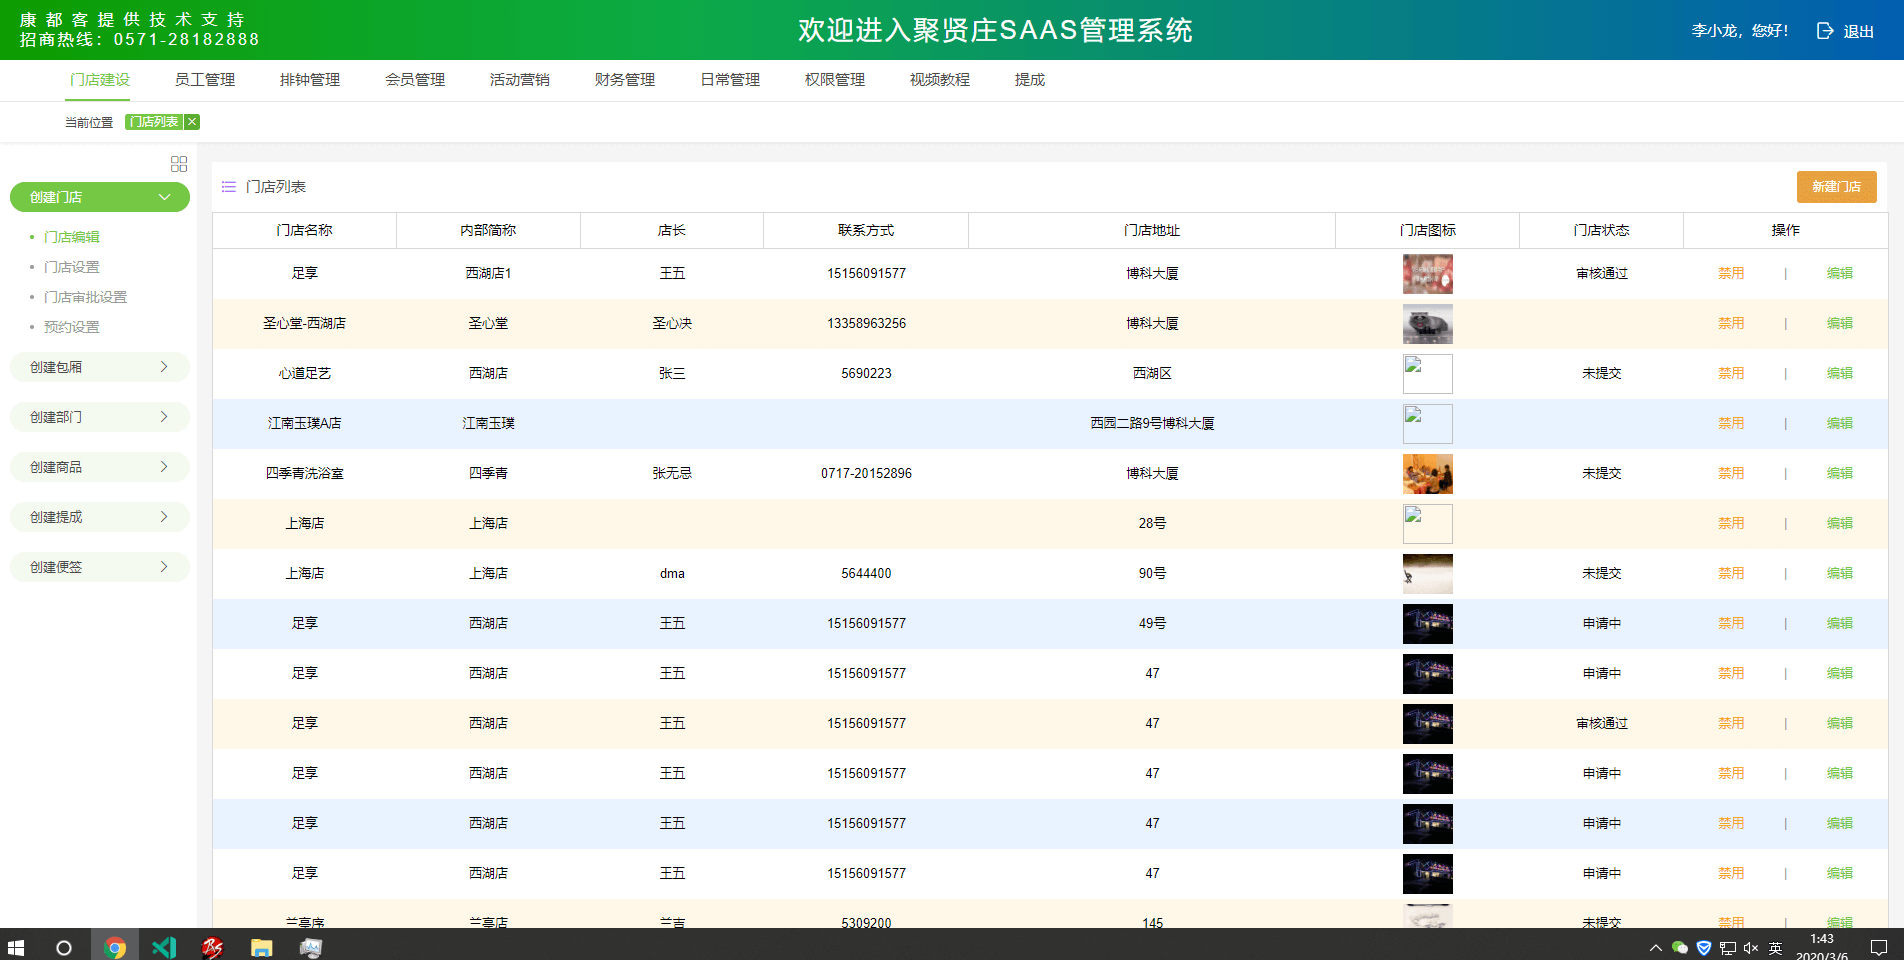 康都客提供技术支持
招商热线：0571-28182888
欢迎进入聚贤庄SAAS管理系统
李小龙，您好！ 退出
门店建设 员工管理 排钟管理 会员管理 活动营销 财务管理 日常管理 权限管理 视频教程 提成
当前位置 门店列表
创建门店
门店编辑
门店设置
门店审批设置
预约设置
创建包厢
创建部门
创建商品
创建提成
创建便签
门店列表 新建门店
门店名称 内部简称 店长 联系方式 门店地址 门店图标 门店状态 操作
足享 西湖店1 王五 15156091577 博科大厦 审核通过 禁用 | 编辑
圣心堂-西湖店 圣心堂 圣心决 13358963256 博科大厦 禁用 | 编辑
心道足艺 西湖店 张三 5690223 西湖区 未提交 禁用 | 编辑
江南玉璞A店 江南玉璞 西园二路9号博科大厦 禁用 | 编辑
四季青洗浴室 四季青 张无忌 0717-20152896 博科大厦 未提交 禁用 | 编辑
上海店 上海店 28号 禁用 | 编辑
上海店 上海店 dma 5644400 90号 未提交 禁用 | 编辑
足享 西湖店 王五 15156091577 49号 申请中 禁用 | 编辑
足享 西湖店 王五 15156091577 47 申请中 禁用 | 编辑
足享 西湖店 王五 15156091577 47 审核通过 禁用 | 编辑
足享 西湖店 王五 15156091577 47 申请中 禁用 | 编辑
足享 西湖店 王五 15156091577 47 申请中 禁用 | 编辑
足享 西湖店 王五 15156091577 47 申请中 禁用 | 编辑
兰亭序 兰亭店 兰吉 5309200 145 未提交 禁用 | 编辑
英 1:43
2020/3/6